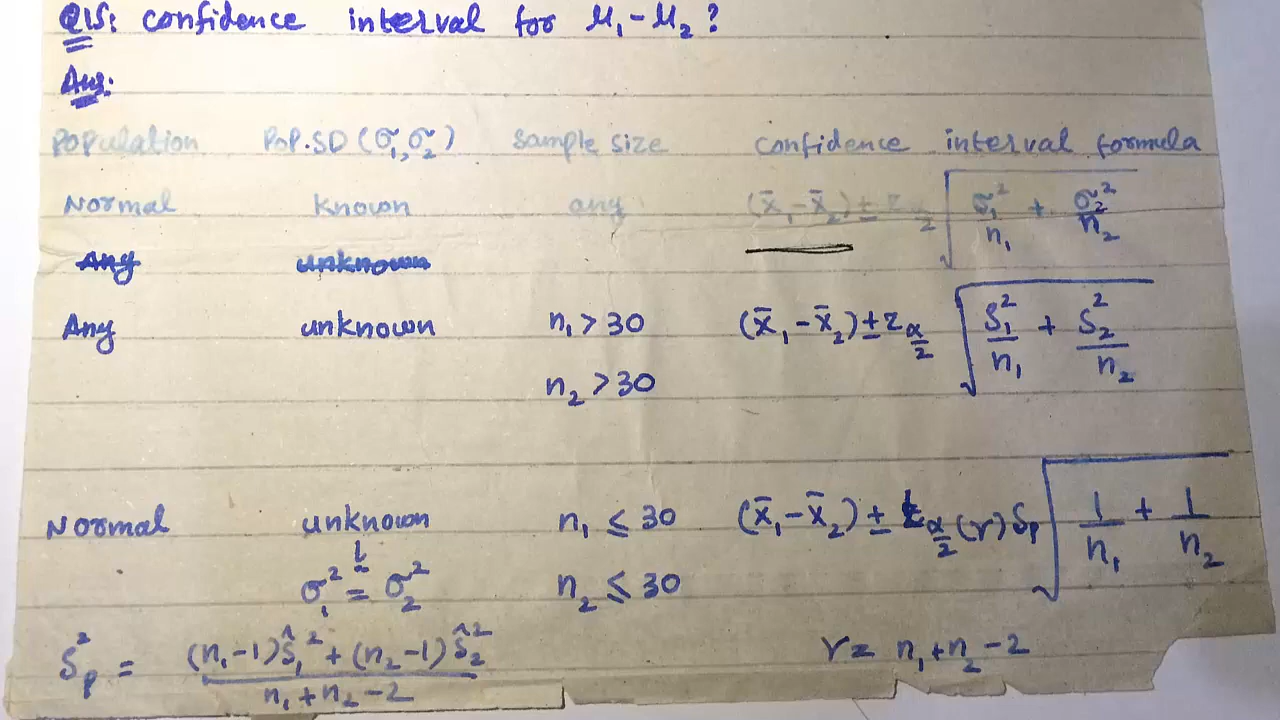 Q15: confidence interval for μ₁-μ₂?
Ans:
Population Pop.SD (σ₁,σ₂) Sample size confidence interval formula
Normal known any (x̄₁-x̄₂) ± z_{α/2} √(σ₁²/n₁ + σ₂²/n₂)
Any unknown
Any unknown n₁ > 30 (x̄₁-x̄₂) ± z_{α/2} √(S₁²/n₁ + S₂²/n₂)
n₂ > 30
Normal unknown n₁ ≤ 30 (x̄₁-x̄₂) ± t_{α/2}(r) Sp √(1/n₁ + 1/n₂)
σ₁² = σ₂² n₂ ≤ 30
Sp² = ((n₁-1)Ŝ₁² + (n₂-1)Ŝ₂²)/(n₁+n₂-2) r = n₁+n₂-2